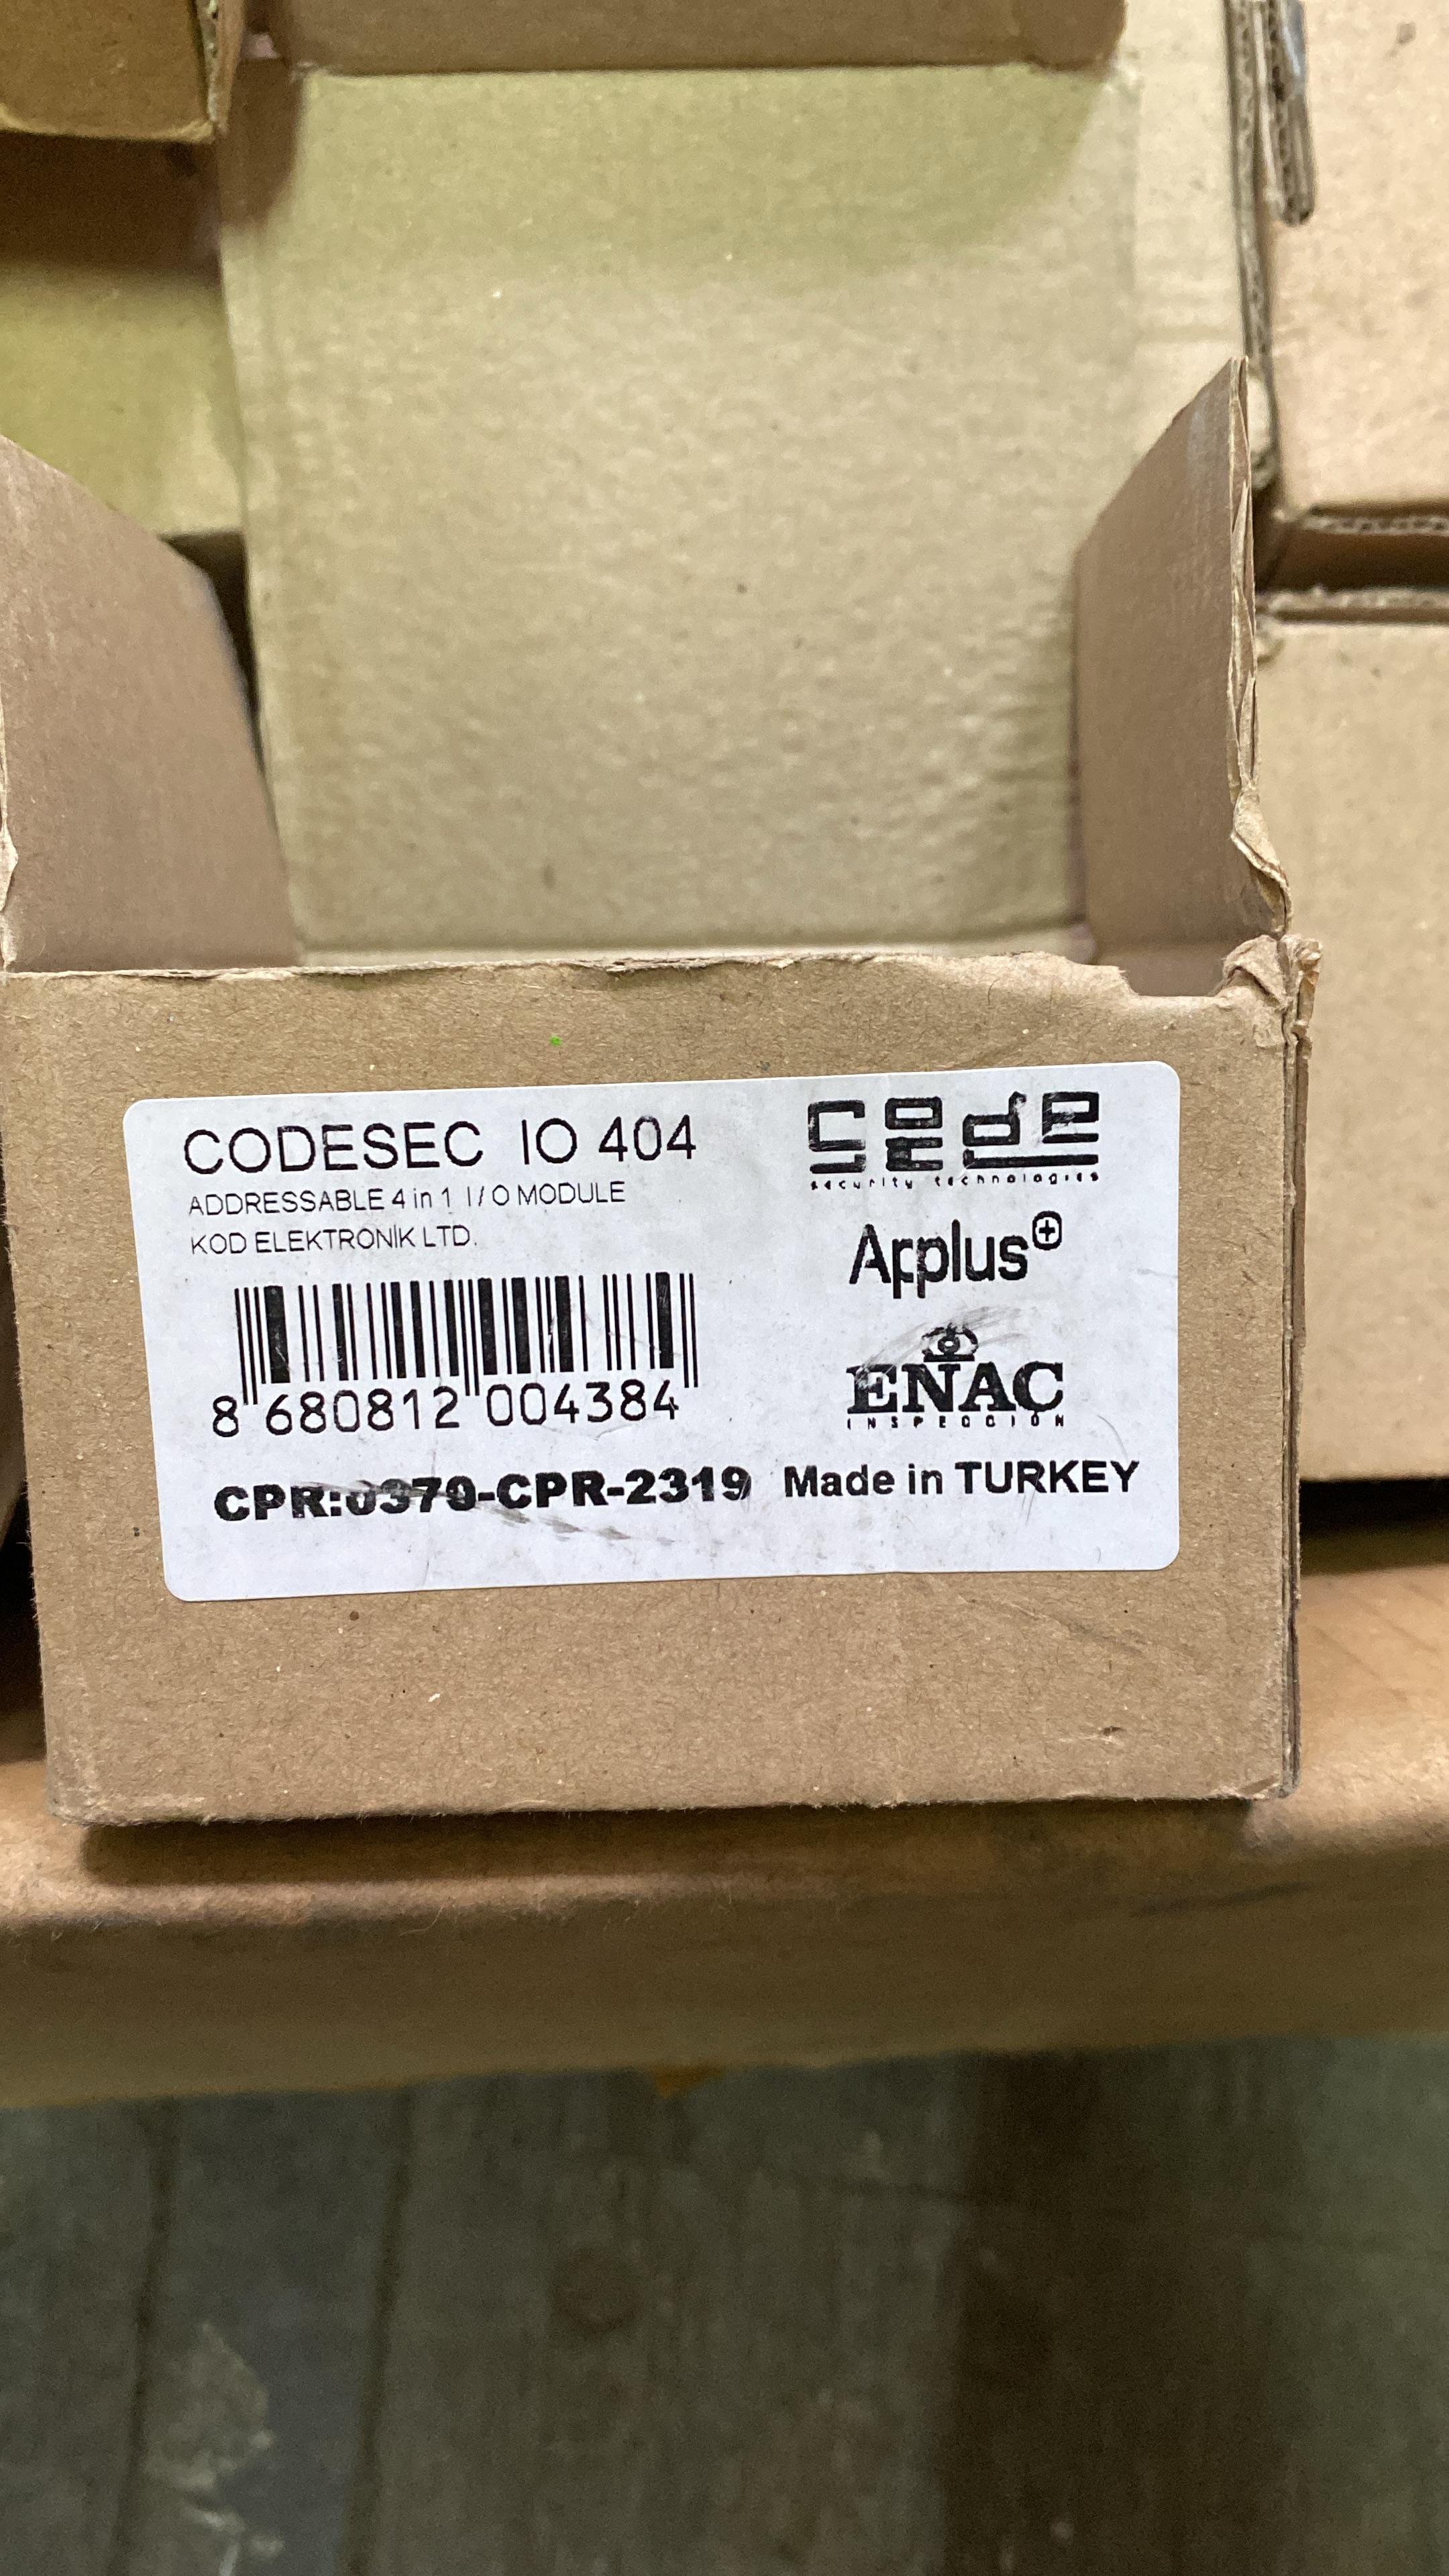 CODESEC IO 404
ADDRESSABLE 4 in 1 I/O MODULE
KOD ELEKTRONİK LTD.
8 680812 004384
CPR:0370-CPR-2319
code
security technologies
Applus+
ENAC
INSPECCIÓN
Made in TURKEY